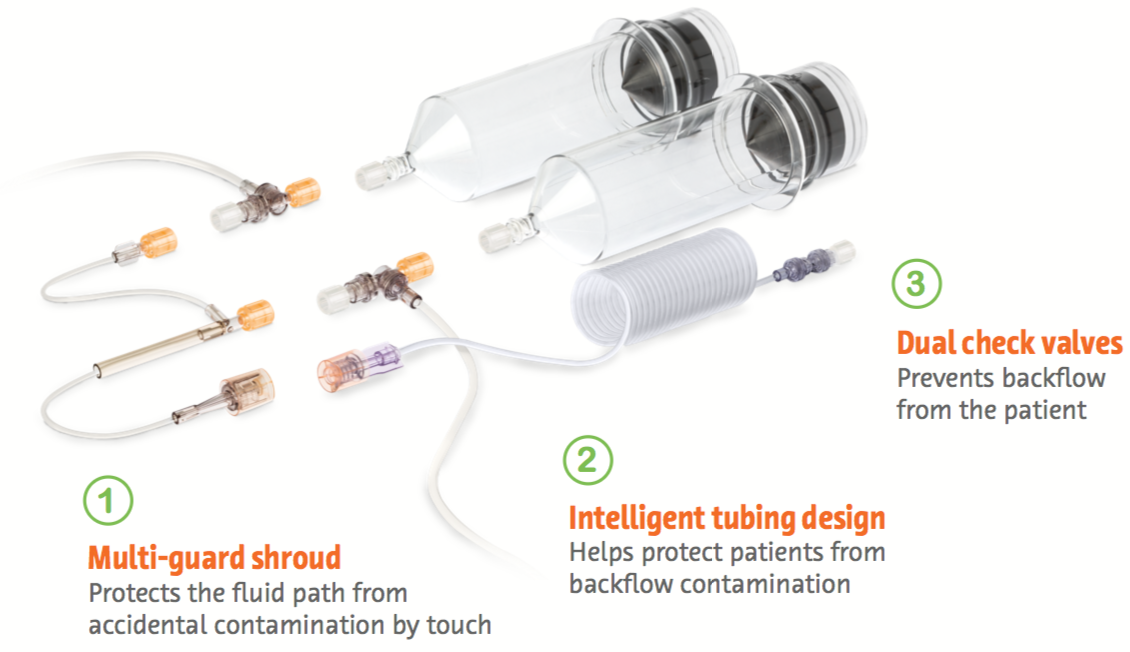 1
Multi-guard shroud
Protects the fluid path from
accidental contamination by touch
2
Intelligent tubing design
Helps protect patients from
backflow contamination
3
Dual check valves
Prevents backflow
from the patient